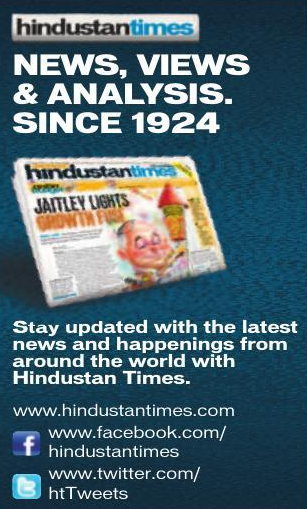 hindustantimes
NEWS, VIEWS
& ANALYSIS.
SINCE 1924
hindustantimes
JAITLEY LIGHTS
GROWTH FUSE
Stay updated with the latest
news and happenings from
around the world with
Hindustan Times.
www.hindustantimes.com
www.facebook.com/
hindustantimes
www.twitter.com/
htTweets